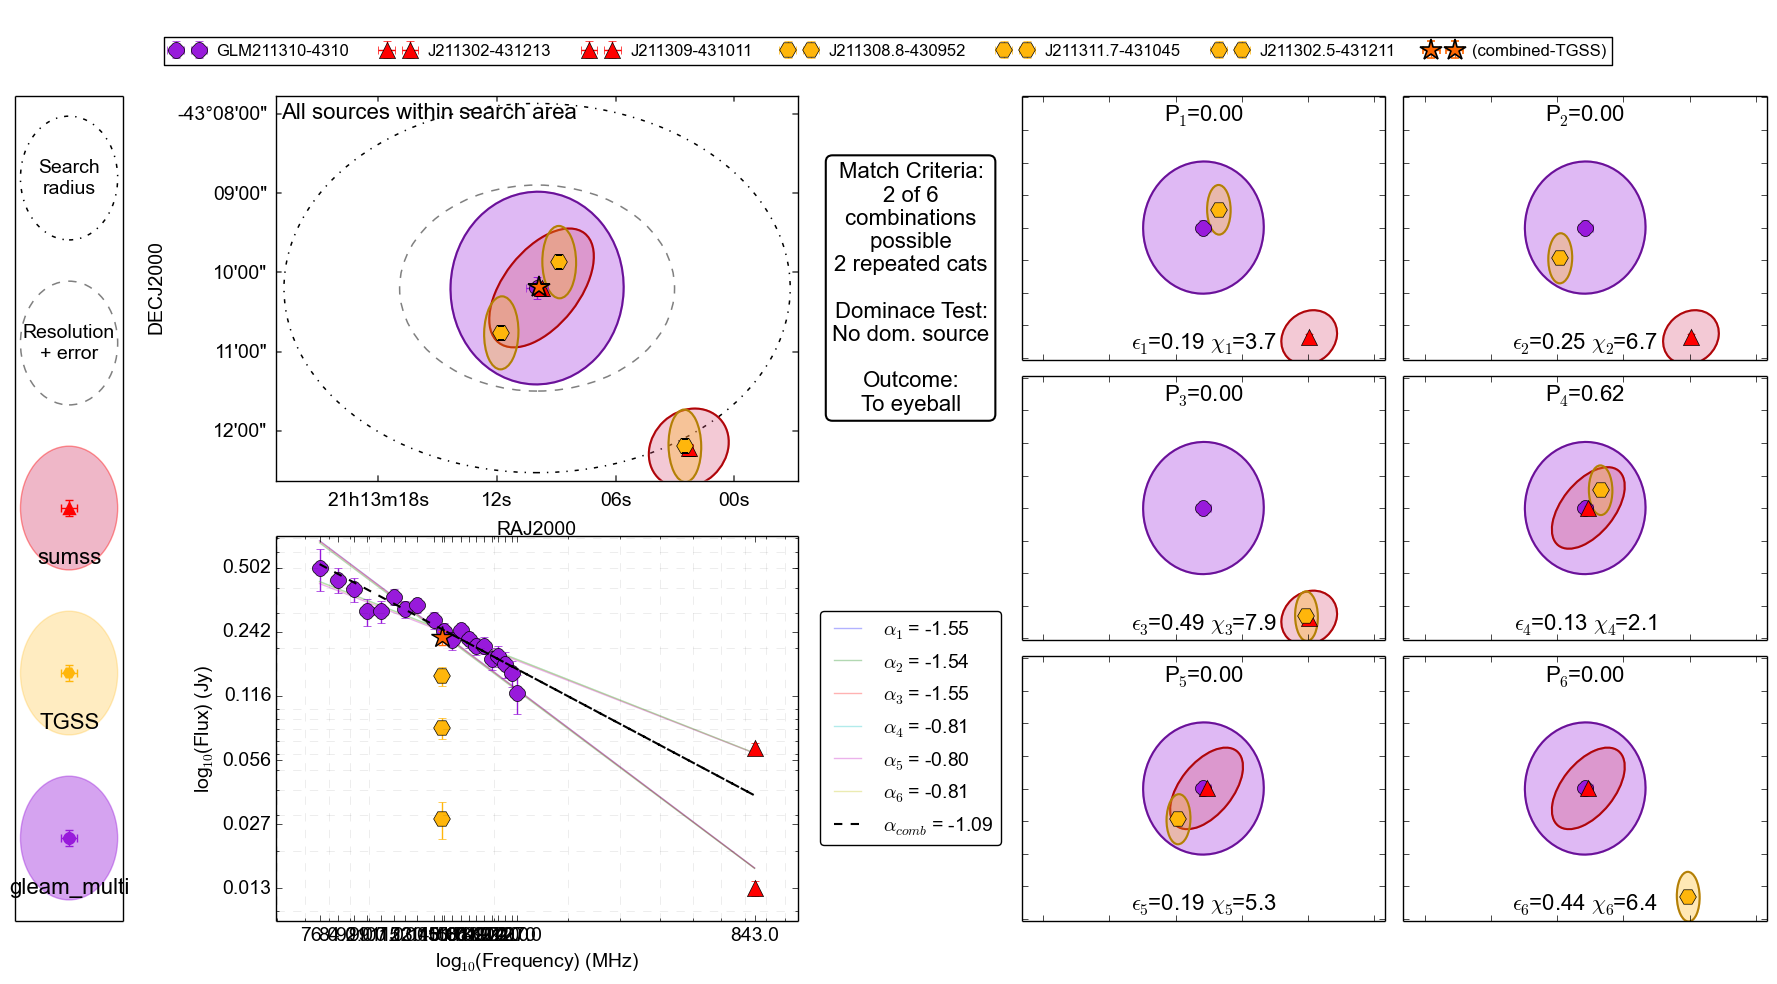 GLM211310-4310 J211302-431213 J211309-431011 J211308.8-430952 J211311.7-431045 J211302.5-431211 (combined-TGSS)
Search
radius
Resolution
+ error
sumss
TGSS
gleam_multi
All sources within search area
-43°08'00"
09'00"
10'00"
11'00"
12'00"
DECJ2000
21h13m18s 12s 06s 00s
RAJ2000
Match Criteria:
2 of 6
combinations
possible
2 repeated cats
Dominace Test:
No dom. source
Outcome:
To eyeball
0.502
0.242
0.116
0.056
0.027
0.013
log₁₀(Flux) (Jy)
843.0
log₁₀(Frequency) (MHz)
α₁ = -1.55
α₂ = -1.54
α₃ = -1.55
α₄ = -0.81
α₅ = -0.80
α₆ = -0.81
α_comb = -1.09
P₁=0.00
ϵ₁=0.19 χ₁=3.7
P₂=0.00
ϵ₂=0.25 χ₂=6.7
P₃=0.00
ϵ₃=0.49 χ₃=7.9
P₄=0.62
ϵ₄=0.13 χ₄=2.1
P₅=0.00
ϵ₅=0.19 χ₅=5.3
P₆=0.00
ϵ₆=0.44 χ₆=6.4